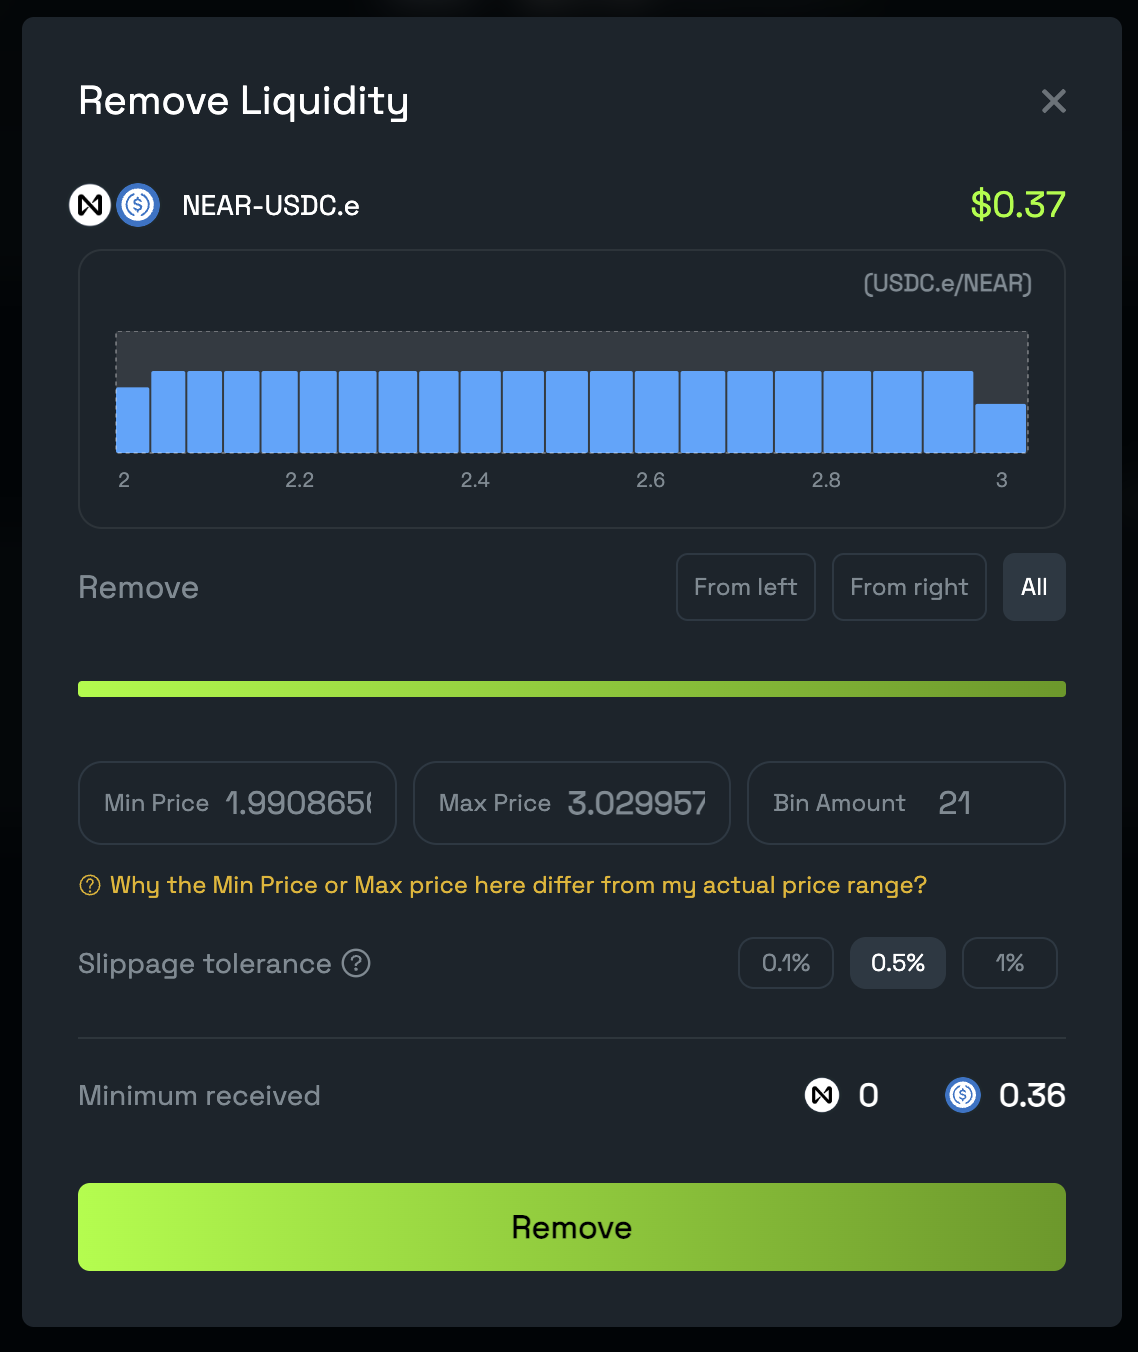 Remove Liquidity
NEAR-USDC.e $0.37
(USDC.e/NEAR)
2 2.2 2.4 2.6 2.8 3
Remove From left From right All
Min Price 1.9908656 Max Price 3.029957 Bin Amount 21
Why the Min Price or Max price here differ from my actual price range?
Slippage tolerance 0.1% 0.5% 1%
Minimum received 0 0.36
Remove